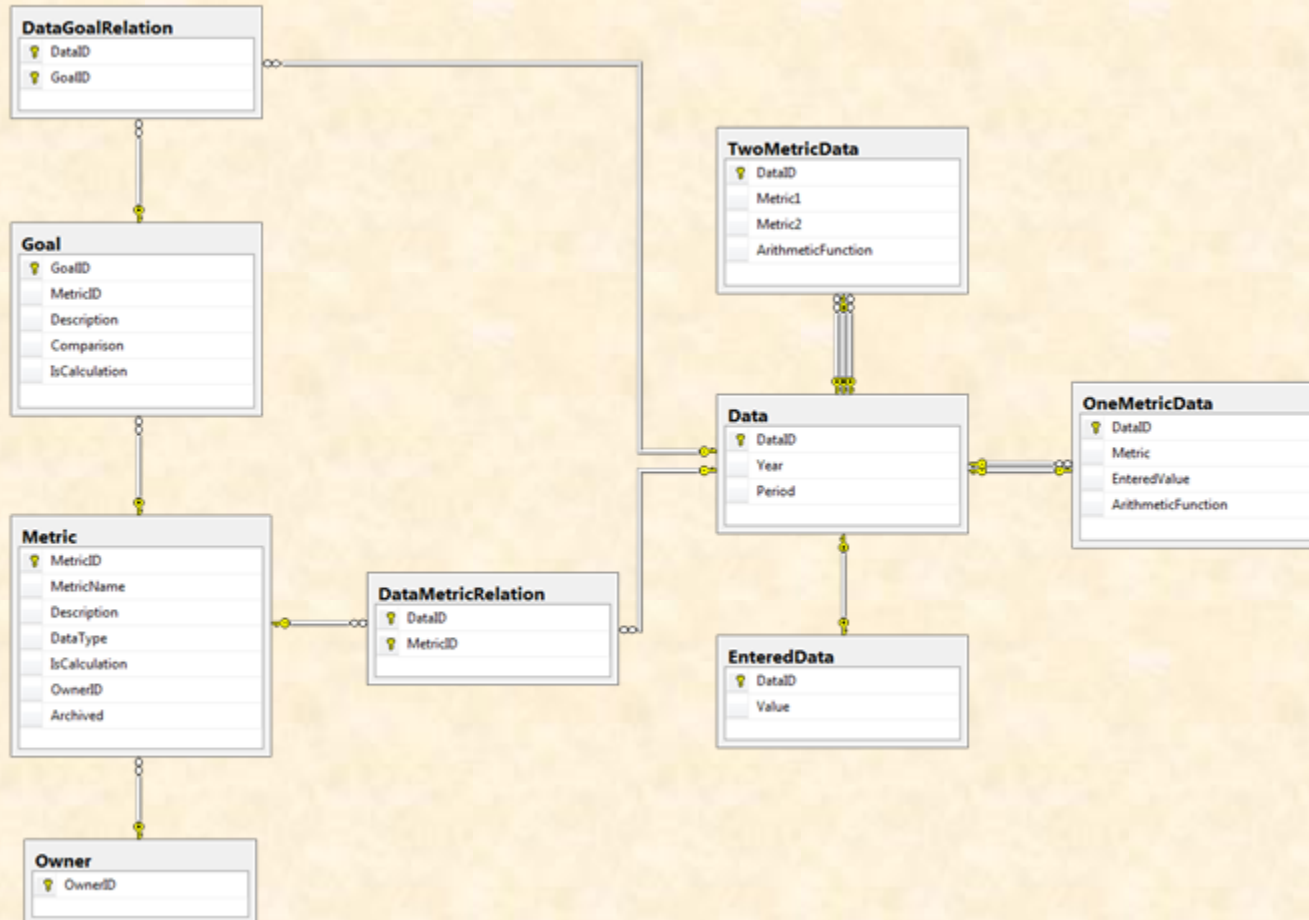 DataGoalRelation
DataID
GoalID
Goal
GoalID
MetricID
Description
Comparison
IsCalculation
Metric
MetricID
MetricName
Description
DataType
IsCalculation
OwnerID
Archived
Owner
OwnerID
DataMetricRelation
DataID
MetricID
TwoMetricData
DataID
Metric1
Metric2
ArithmeticFunction
Data
DataID
Year
Period
EnteredData
DataID
Value
OneMetricData
DataID
Metric
EnteredValue
ArithmeticFunction